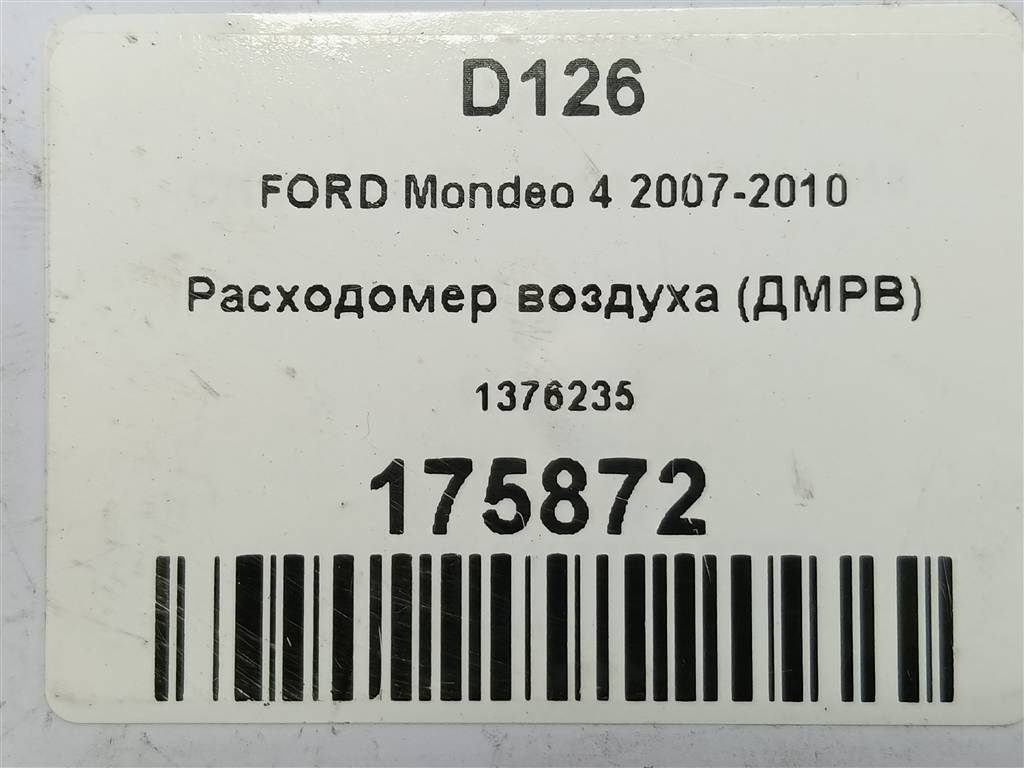 D126
FORD Mondeo 4 2007-2010
Расходомер воздуха (ДМРВ)
1376235
175872